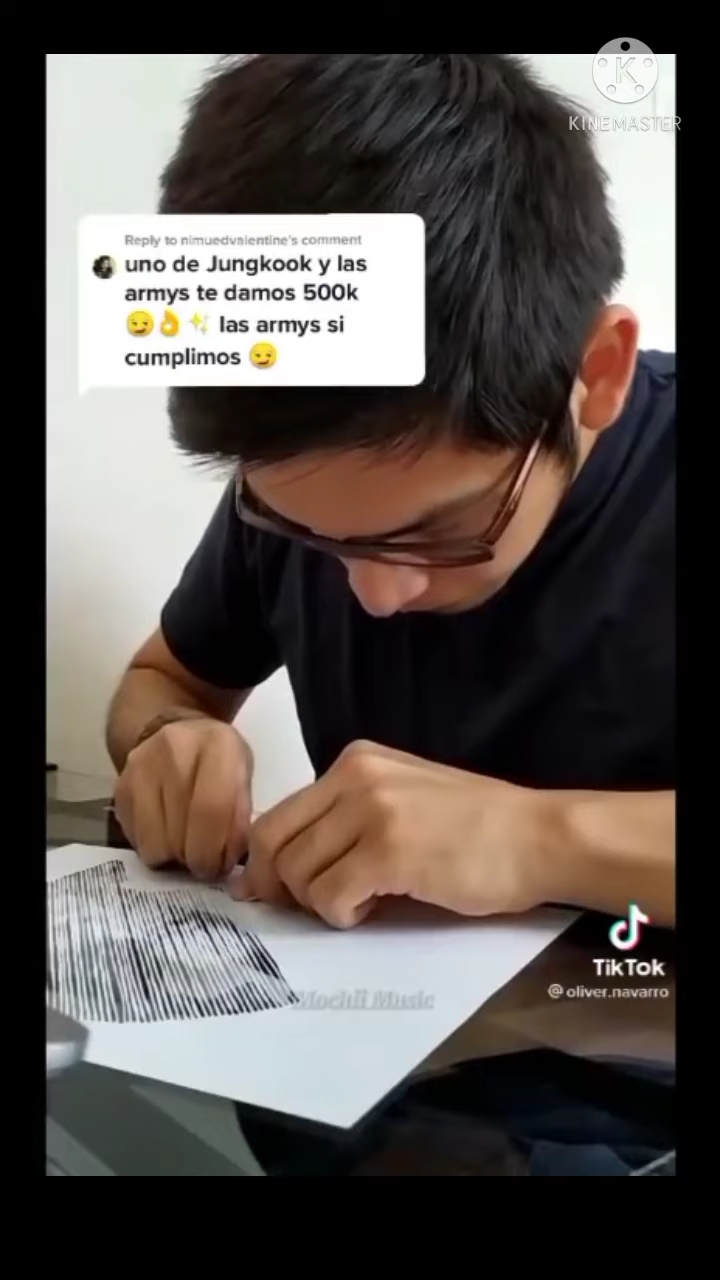 KINEMASTER
Reply to nimuedvalentine's comment
uno de Jungkook y las
armys te damos 500k
😏👌✨ las armys si
cumplimos 😏
TikTok
@oliver.navarro
Mochii Music